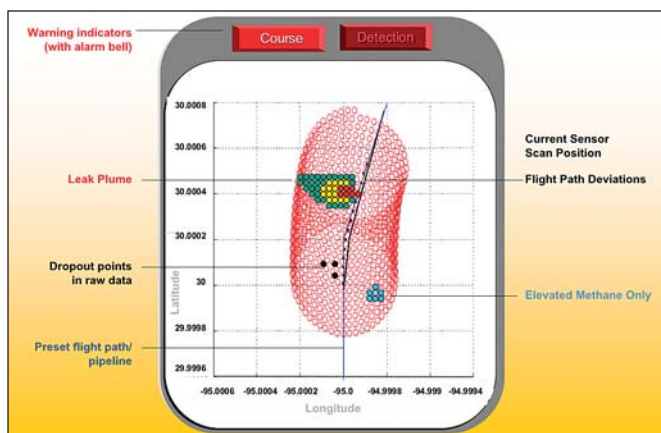 Warning indicators
(with alarm bell)
Course
Detection
30.0008
30.0006
Current Sensor
Scan Position
Leak Plume
30.0004
Flight Path Deviations
30.0002
Dropout points
in raw data
30
Elevated Methane Only
Latitude
29.9998
Preset flight path/
pipeline
29.9996
-95.0006 -95.0004 -95.0002 -95.0 -94.9998 -94.999 -94.9994
Longitude